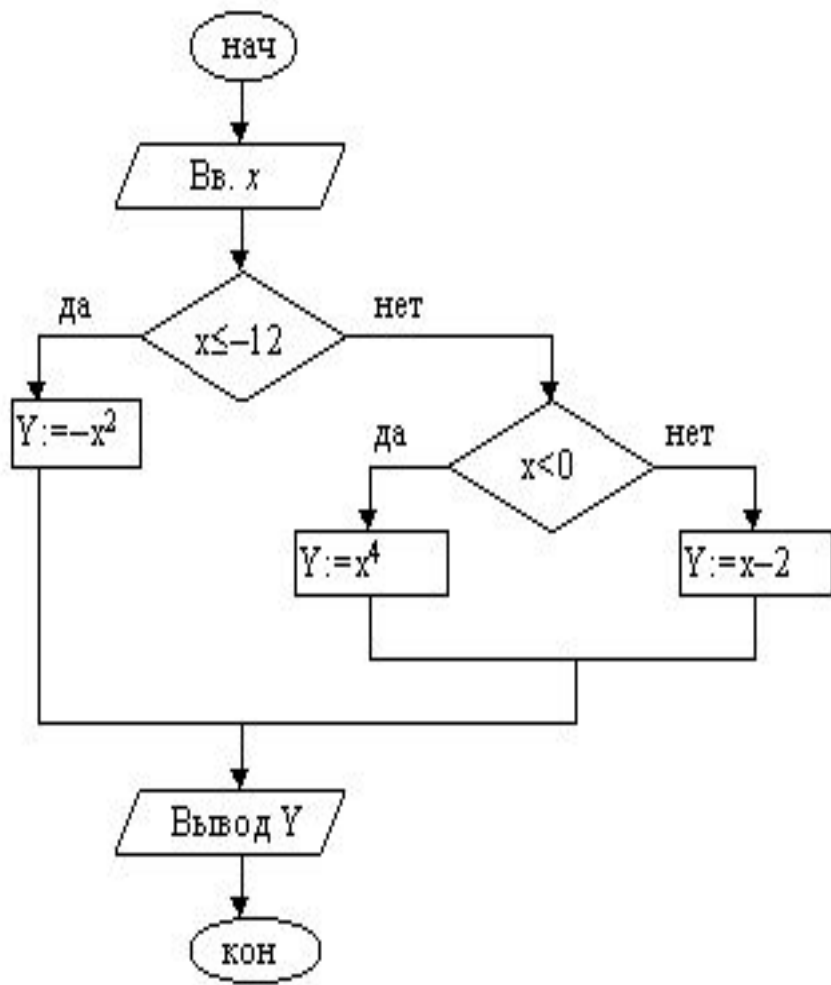 нач
Вв. x
да
нет
x≤–12
Y:=–x²
да
нет
x<0
Y:=x⁴
Y:=x–2
Вывод Y
кон